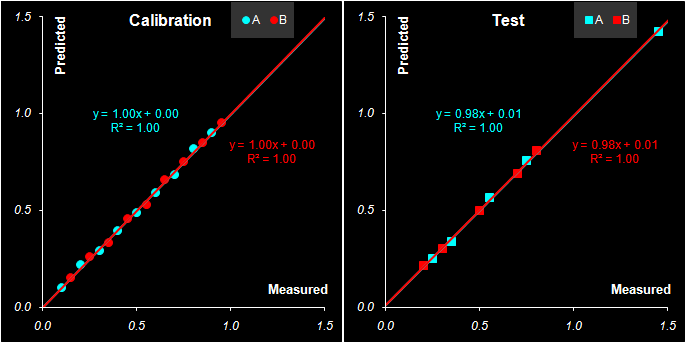 Calibration
A B
Predicted
1.5
1.0
0.5
0.0
y = 1.00x + 0.00
R² = 1.00
y = 1.00x + 0.00
R² = 1.00
Measured
0.0 0.5 1.0 1.5
Test
A B
Predicted
1.5
1.0
0.5
0.0
y = 0.98x + 0.01
R² = 1.00
y = 0.98x + 0.01
R² = 1.00
Measured
0.0 0.5 1.0 1.5